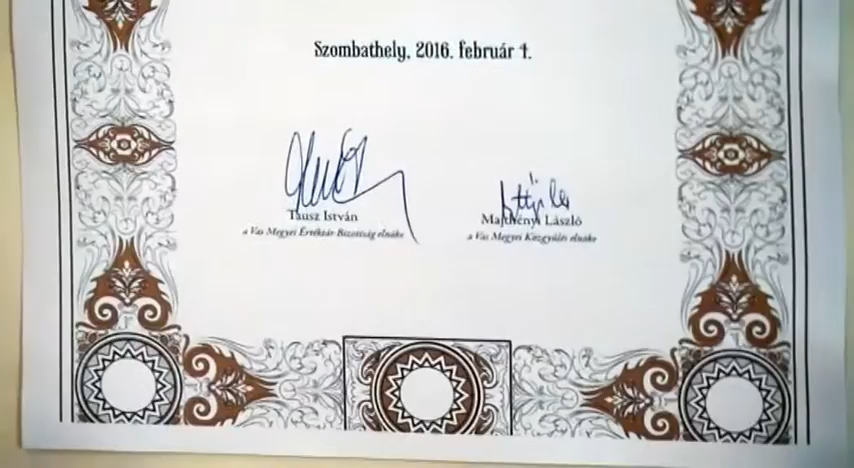 Szombathely, 2016. február 4.
Tausz István
a Vas Megyei Értéktár Bizottság elnöke
Majthényi László
a Vas Megyei Közgyűlés elnöke